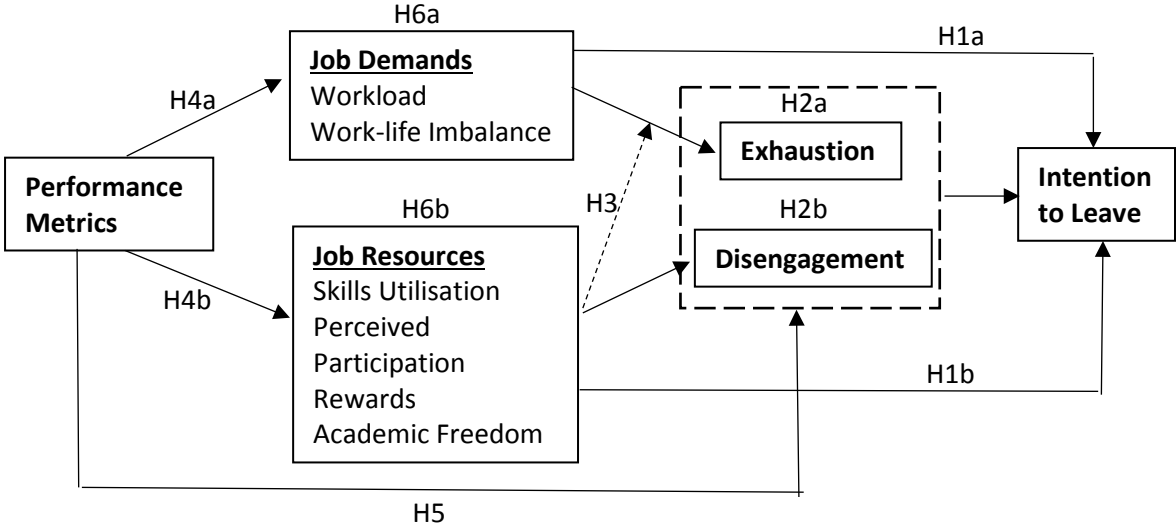 H6a
H1a
Job Demands
Workload
Work-life Imbalance
H4a
H2a
Exhaustion
Performance
Metrics
Intention
to Leave
H6b
H3
H2b
Job Resources
Skills Utilisation
Perceived
Participation
Rewards
Academic Freedom
Disengagement
H4b
H1b
H5